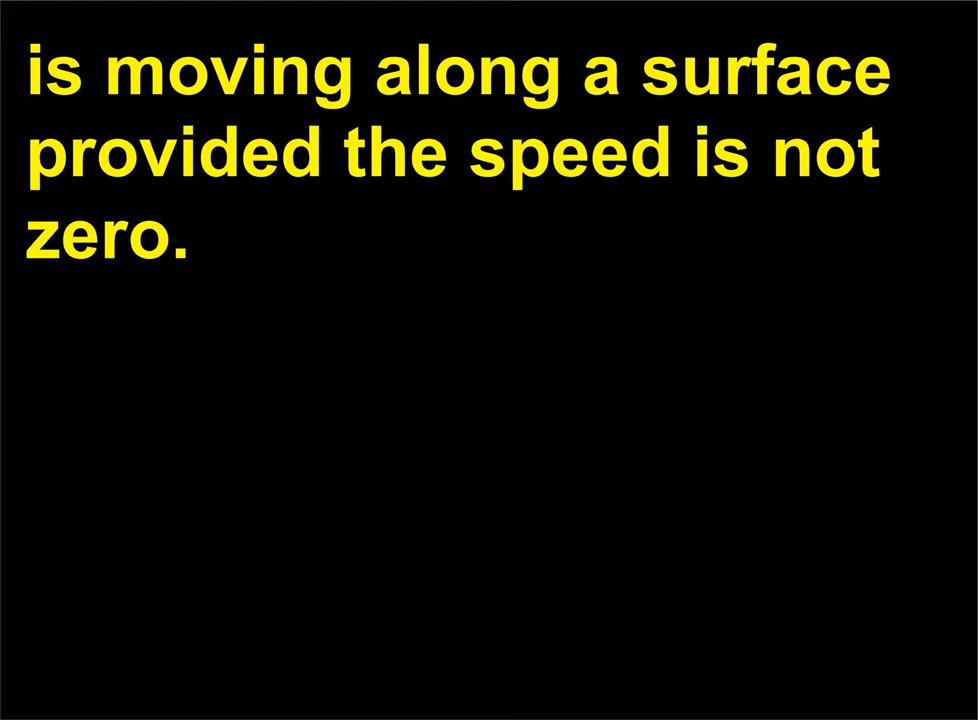 is moving along a surface
provided the speed is not
zero.